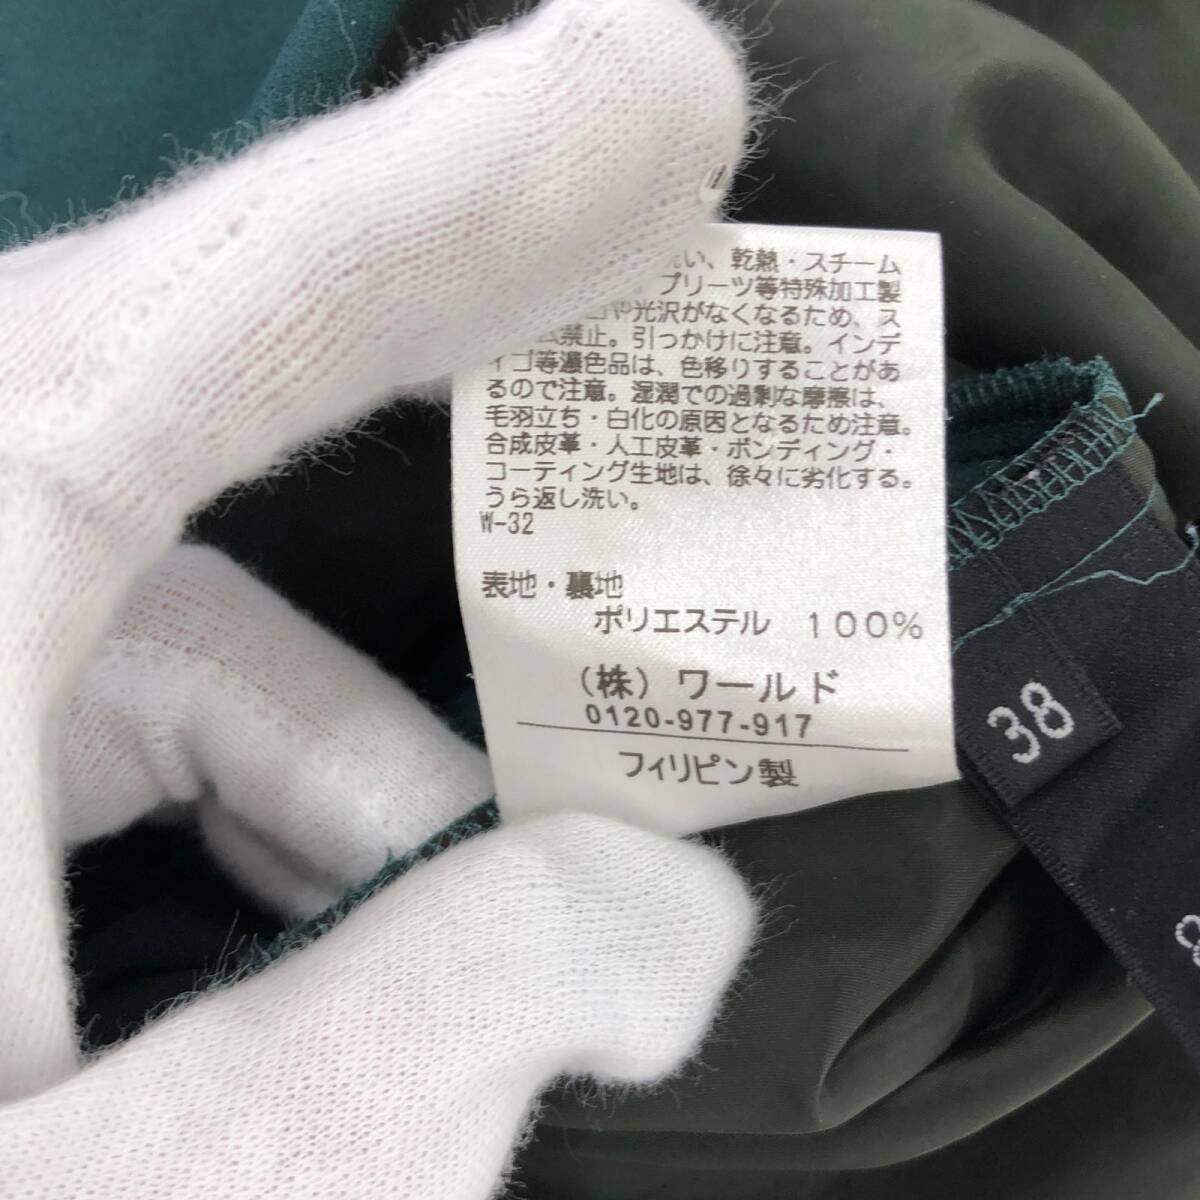 い、乾熱・スチーム
プリーツ等特殊加工製
や光沢がなくなるため、ス
ム禁止。引っかけに注意。インデ
ィゴ等濃色品は、色移りすることがあ
るので注意。湿潤での過剰な摩擦は、
毛羽立ち・白化の原因となるため注意。
合成皮革・人工皮革・ボンディング・
コーティング生地は、徐々に劣化する。
うら返し洗い。
W-32
表地・裏地
ポリエステル 100%
(株)ワールド
0120-977-917
フィリピン製
38